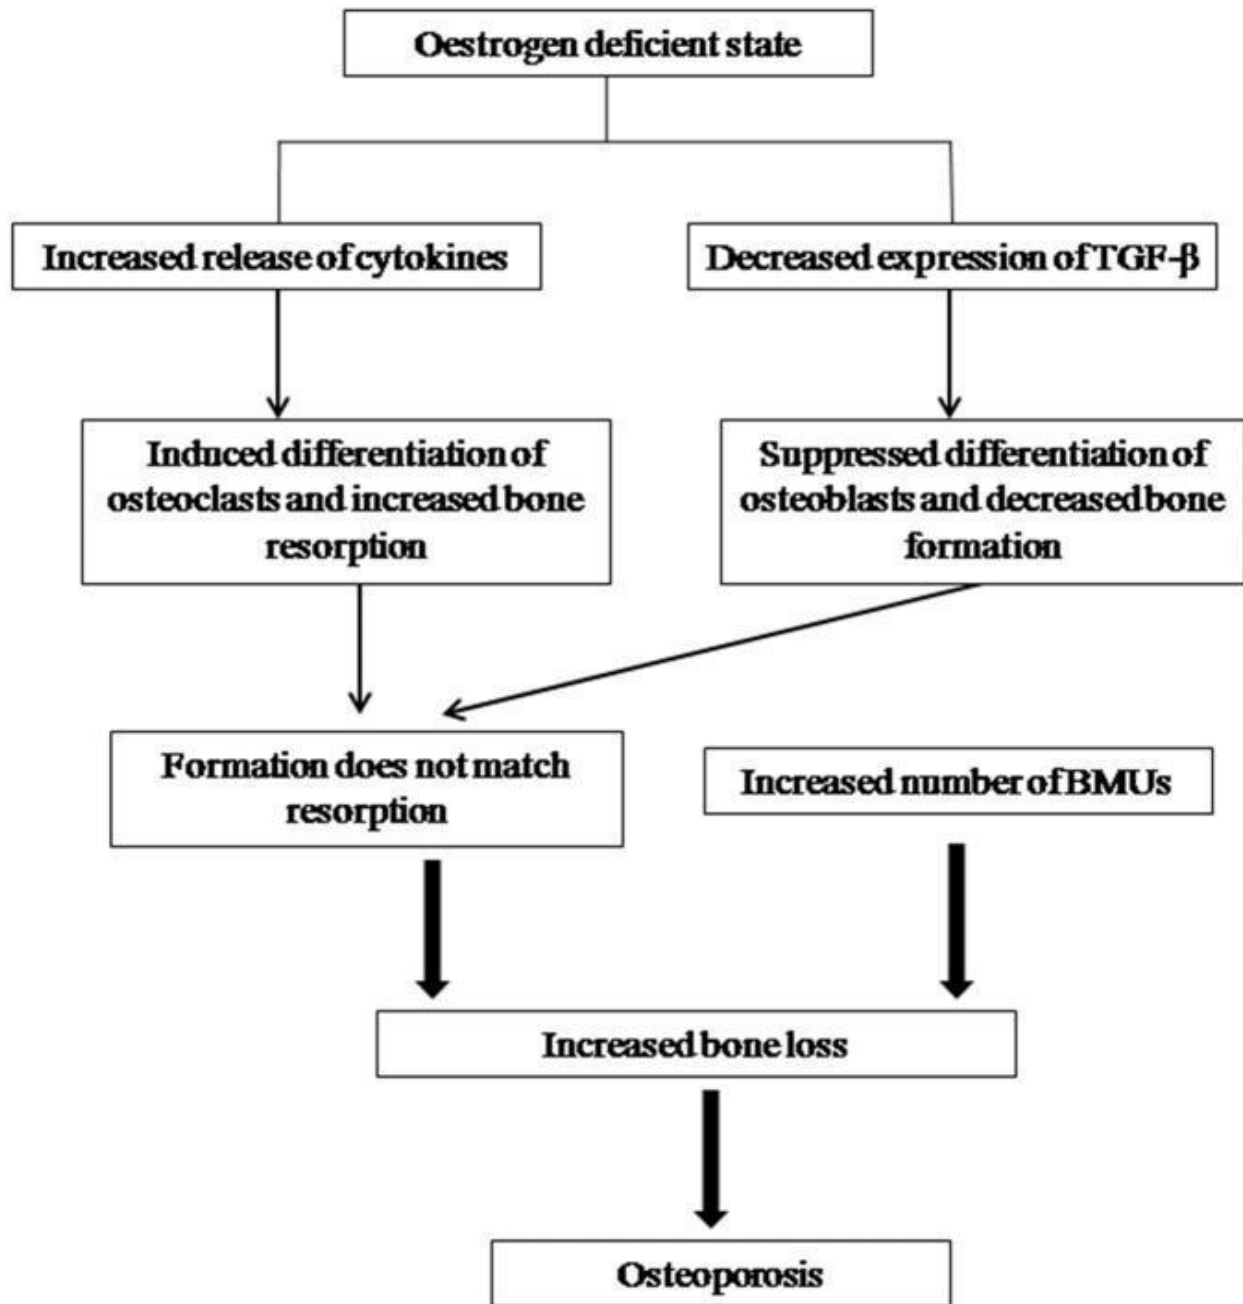 Oestrogen deficient state
Increased release of cytokines
Decreased expression of TGF-β
Induced differentiation of
osteoclasts and increased bone
resorption
Suppressed differentiation of
osteoblasts and decreased bone
formation
Formation does not match
resorption
Increased number of BMUs
Increased bone loss
Osteoporosis